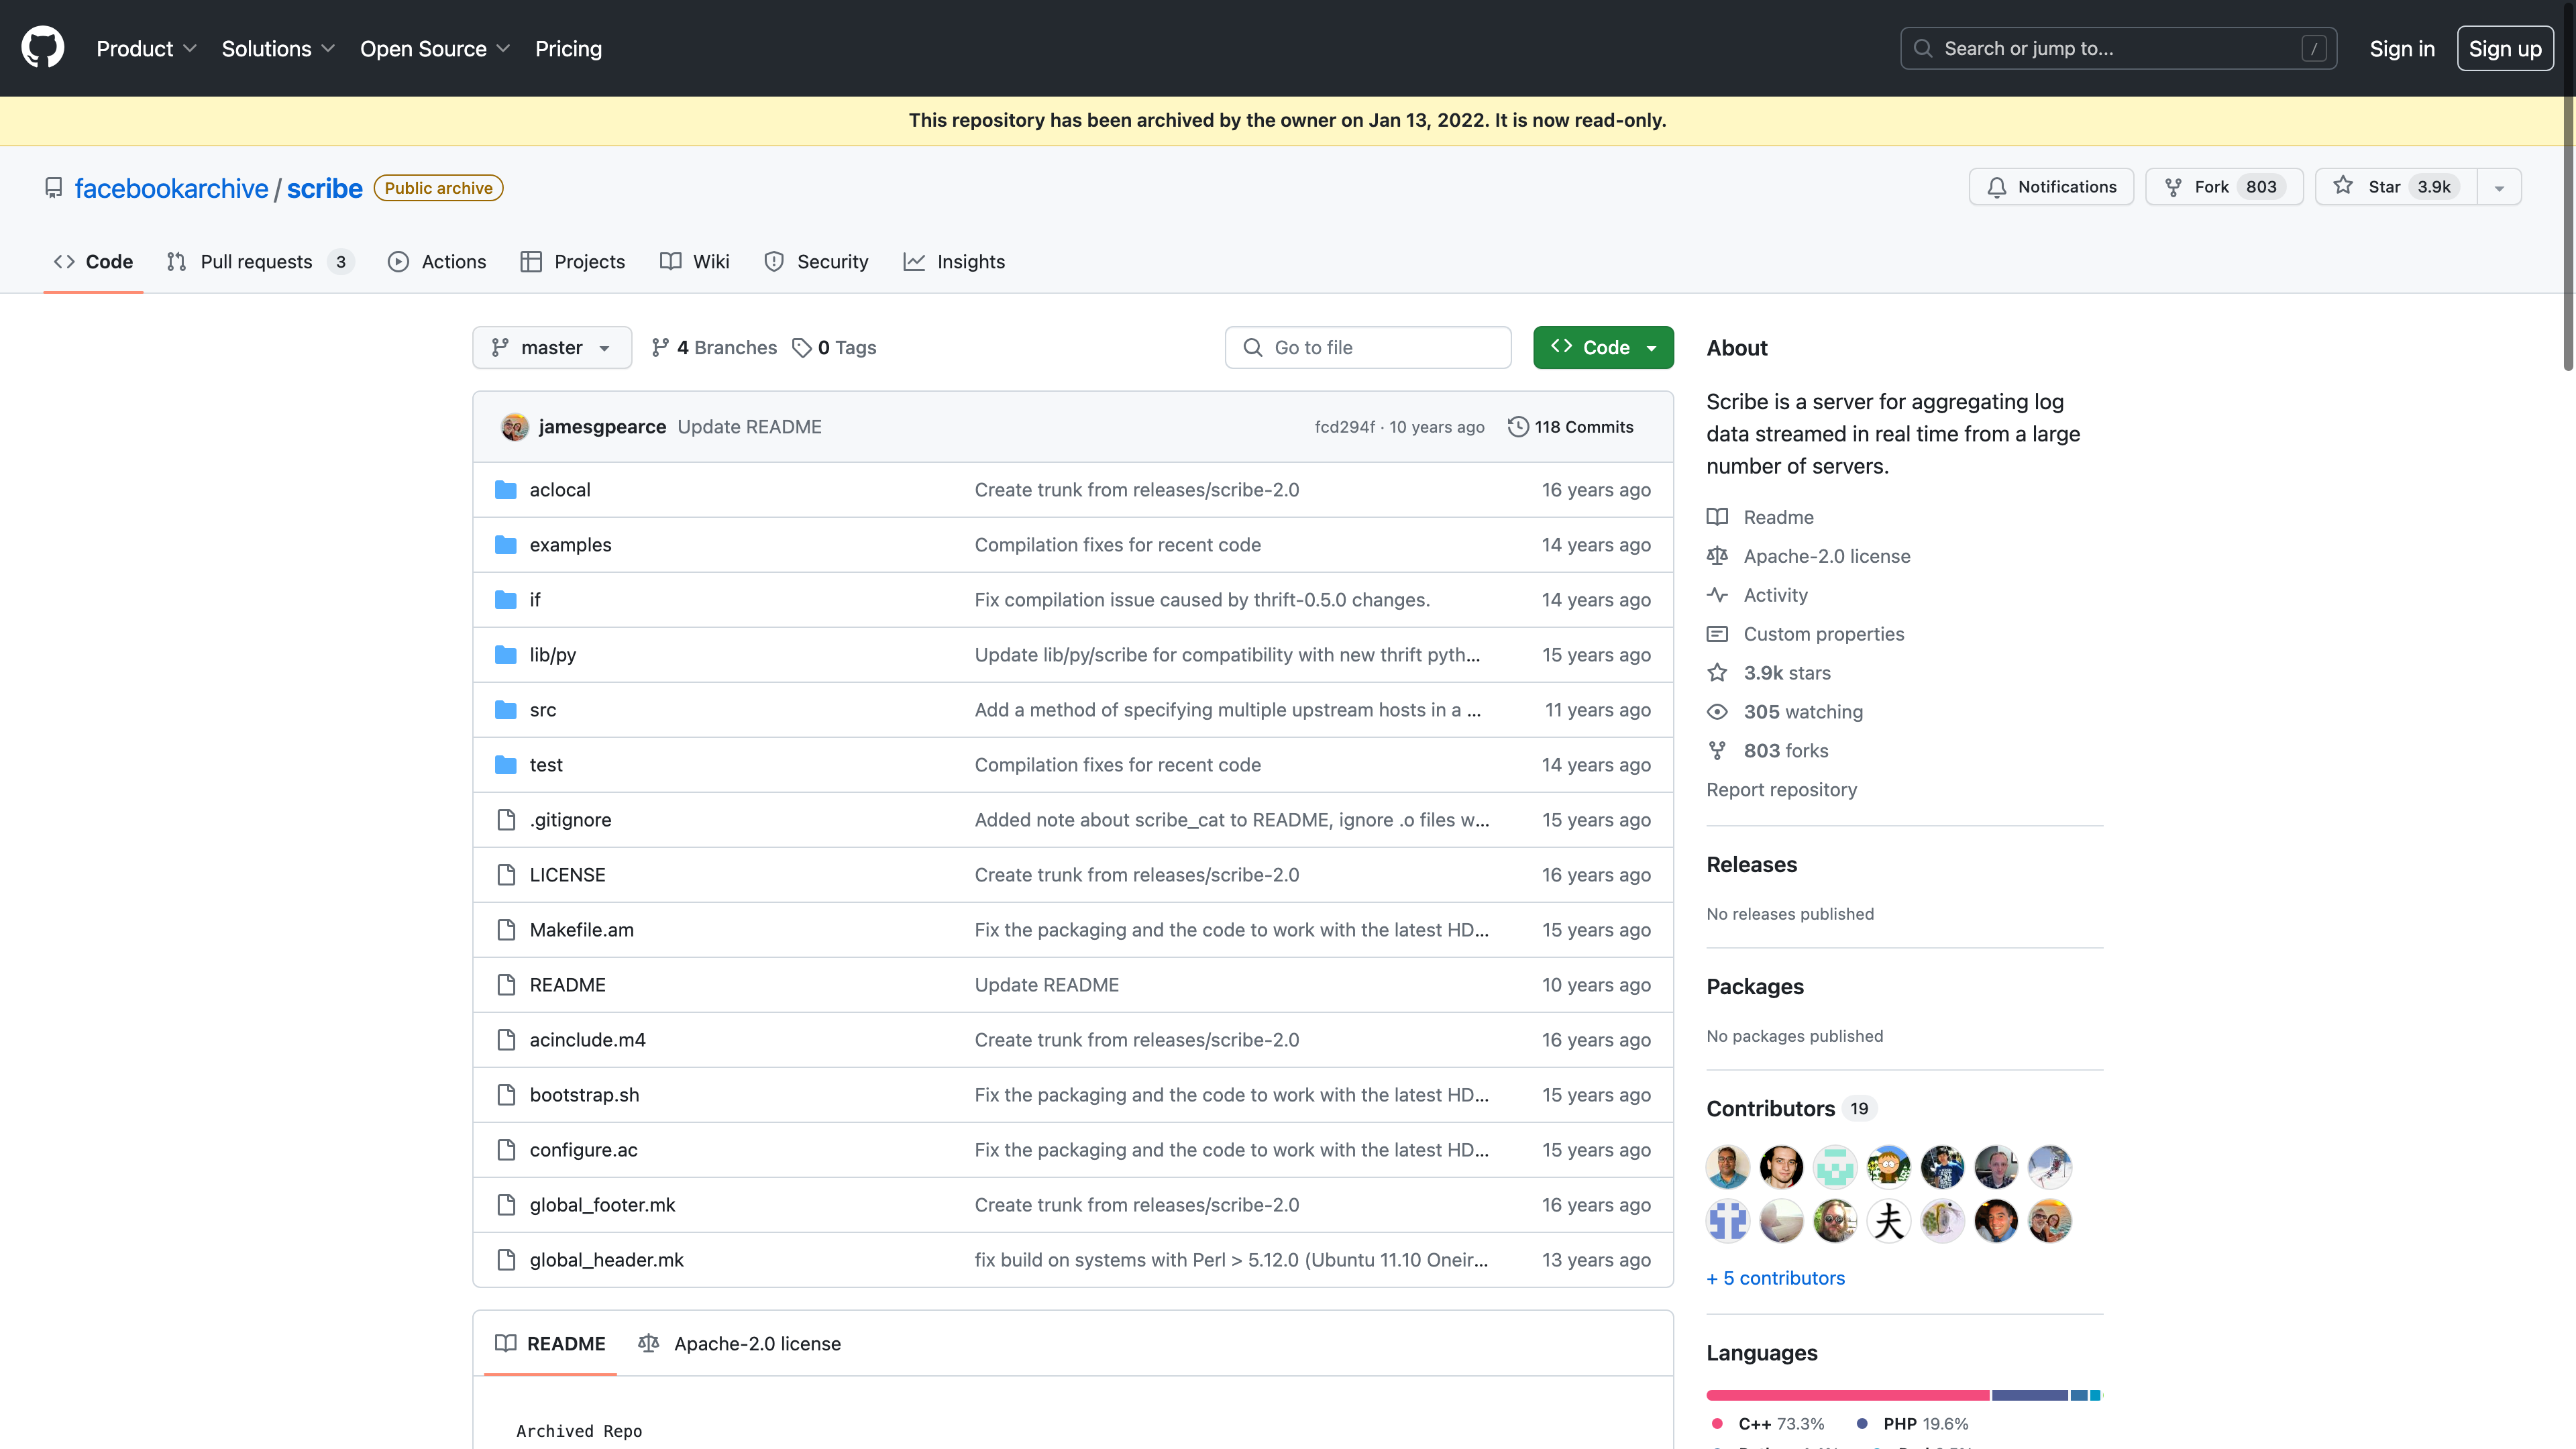 Product Solutions Open Source Pricing Search or jump to... / Sign in Sign up
This repository has been archived by the owner on Jan 13, 2022. It is now read-only.
facebookarchive / scribe Public archive Notifications Fork 803 Star 3.9k
Code Pull requests 3 Actions Projects Wiki Security Insights
master 4 Branches 0 Tags Go to file Code
jamesgpearce Update README fcd294f · 10 years ago 118 Commits
aclocal Create trunk from releases/scribe-2.0 16 years ago
examples Compilation fixes for recent code 14 years ago
if Fix compilation issue caused by thrift-0.5.0 changes. 14 years ago
lib/py Update lib/py/scribe for compatibility with new thrift pyth... 15 years ago
src Add a method of specifying multiple upstream hosts in a ... 11 years ago
test Compilation fixes for recent code 14 years ago
.gitignore Added note about scribe_cat to README, ignore .o files w... 15 years ago
LICENSE Create trunk from releases/scribe-2.0 16 years ago
Makefile.am Fix the packaging and the code to work with the latest HD... 15 years ago
README Update README 10 years ago
acinclude.m4 Create trunk from releases/scribe-2.0 16 years ago
bootstrap.sh Fix the packaging and the code to work with the latest HD... 15 years ago
configure.ac Fix the packaging and the code to work with the latest HD... 15 years ago
global_footer.mk Create trunk from releases/scribe-2.0 16 years ago
global_header.mk fix build on systems with Perl > 5.12.0 (Ubuntu 11.10 Oneir... 13 years ago
README Apache-2.0 license
Archived Repo
About
Scribe is a server for aggregating log
data streamed in real time from a large
number of servers.
Readme
Apache-2.0 license
Activity
Custom properties
3.9k stars
305 watching
803 forks
Report repository
Releases
No releases published
Packages
No packages published
Contributors 19
夫
+ 5 contributors
Languages
C++ 73.3% PHP 19.6%